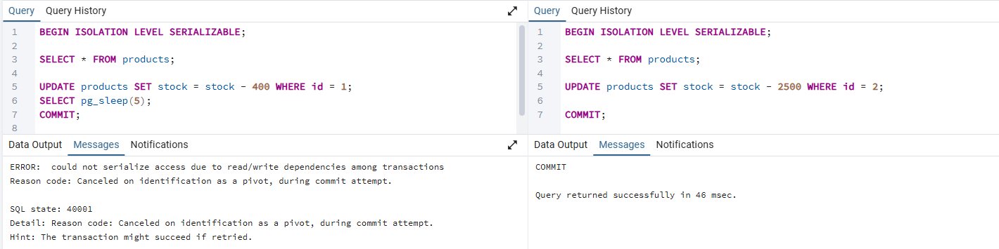 Query Query History
1 BEGIN ISOLATION LEVEL SERIALIZABLE;
2
3 SELECT * FROM products;
4
5 UPDATE products SET stock = stock - 400 WHERE id = 1;
6 SELECT pg_sleep(5);
7 COMMIT;
8
Data Output Messages Notifications
ERROR:  could not serialize access due to read/write dependencies among transactions
Reason code: Canceled on identification as a pivot, during commit attempt.
SQL state: 40001
Detail: Reason code: Canceled on identification as a pivot, during commit attempt.
Hint: The transaction might succeed if retried.
Query Query History
1 BEGIN ISOLATION LEVEL SERIALIZABLE;
2
3 SELECT * FROM products;
4
5 UPDATE products SET stock = stock - 2500 WHERE id = 2;
6
7 COMMIT;
Data Output Messages Notifications
COMMIT
Query returned successfully in 46 msec.